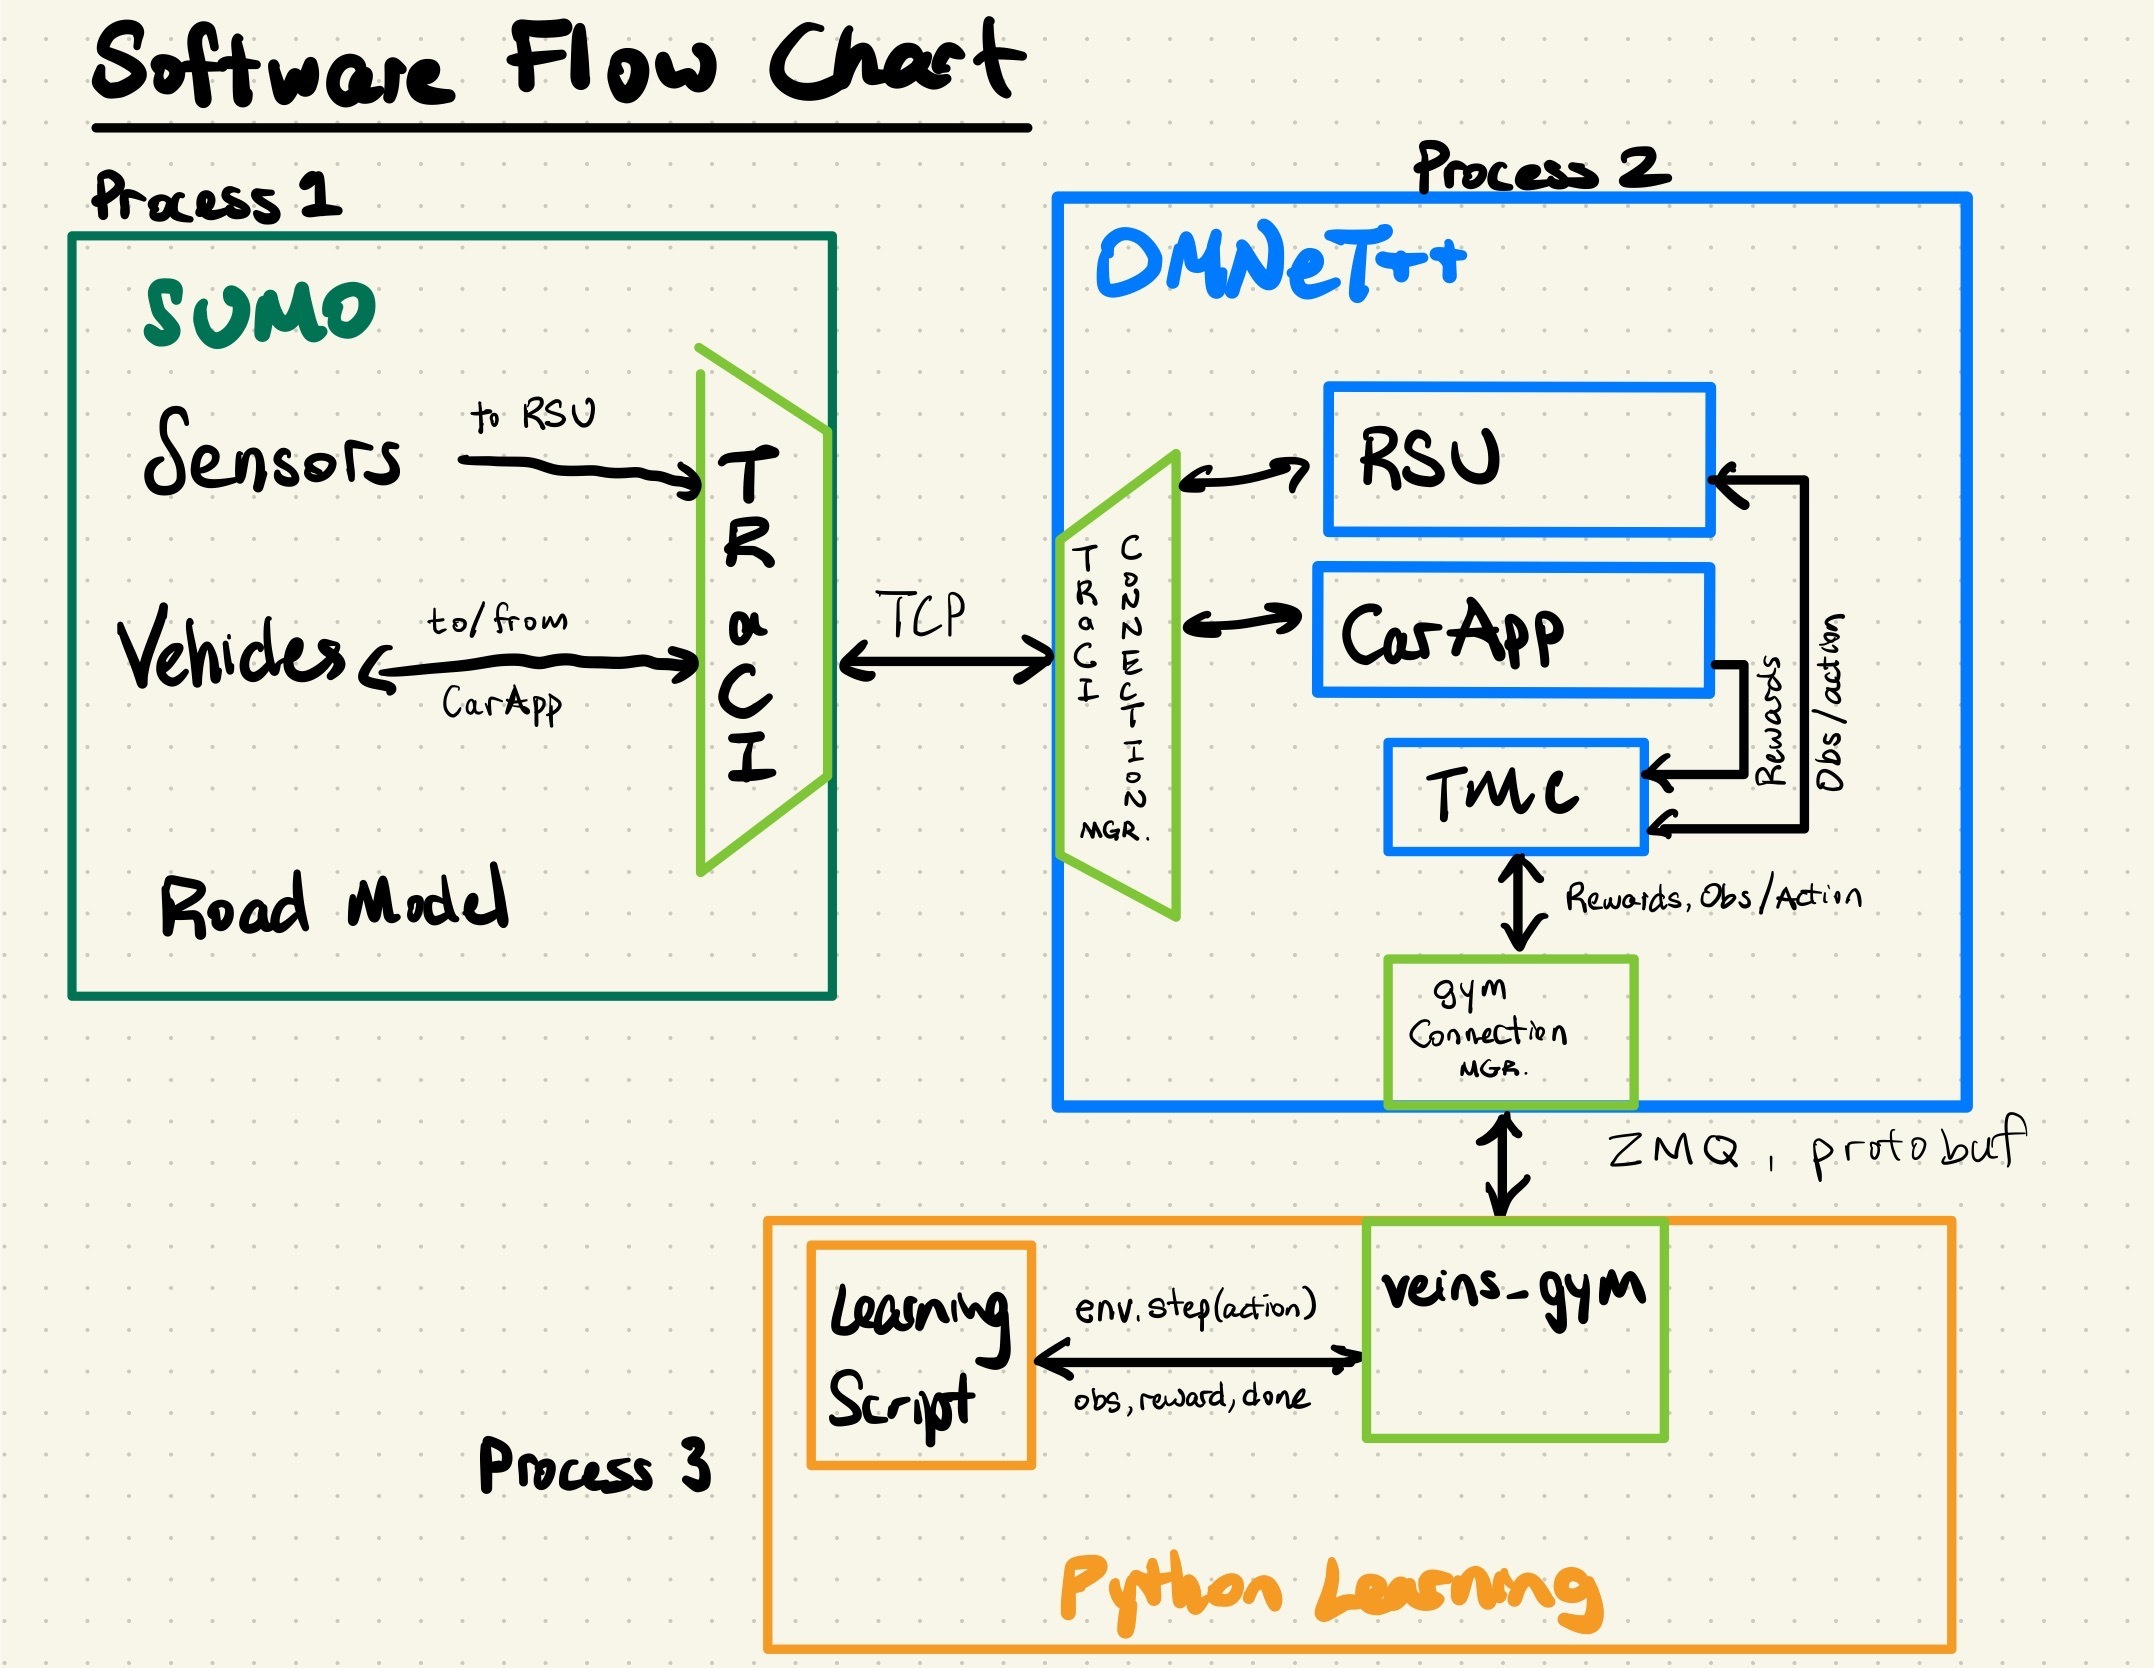 Software Flow Chart
Process 1
SUMO
Sensors
to RSU
Vehicles
to/from
CarApp
Road Model
TRaCI
TCP
Process 2
OMNeT++
TRaCI
CONNECTION
MGR.
RSU
CarApp
TMC
Rewards
Obs/action
Rewards, Obs/Action
gym
Connection
MGR.
ZMQ, protobuf
Process 3
Learning
Script
env.step(action)
obs, reward, done
veins_gym
Python Learning